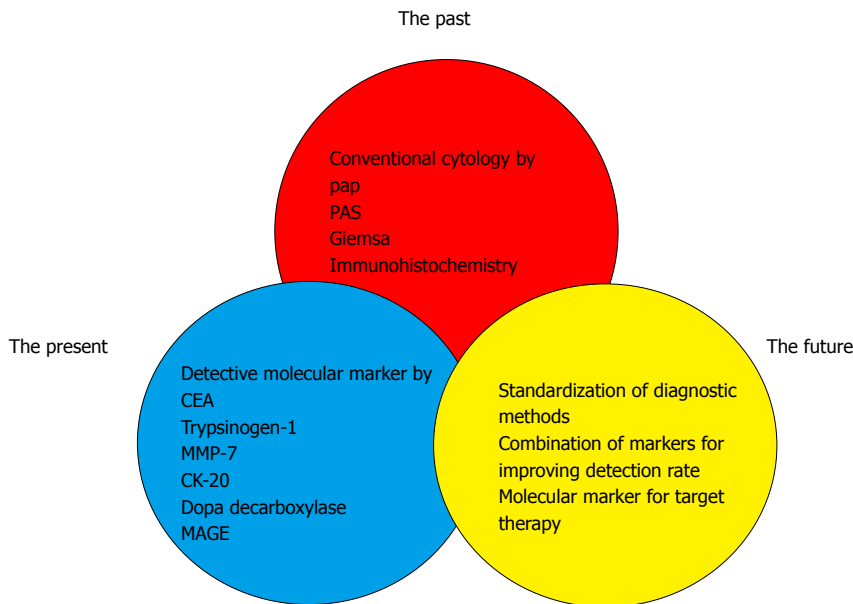 The past
Conventional cytology by
pap
PAS
Giemsa
Immunohistochemistry
The present
Detective molecular marker by
CEA
Trypsinogen-1
MMP-7
CK-20
Dopa decarboxylase
MAGE
The future
Standardization of diagnostic
methods
Combination of markers for
improving detection rate
Molecular marker for target
therapy